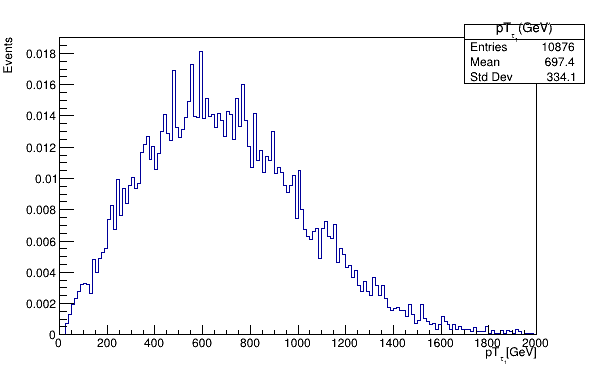 pT_τ₁(GeV)
Entries 10876
Mean 697.4
Std Dev 334.1
Events
0.018
0.016
0.014
0.012
0.01
0.008
0.006
0.004
0.002
0
0 200 400 600 800 1000 1200 1400 1600 1800 2000
pT_τ₁[GeV]